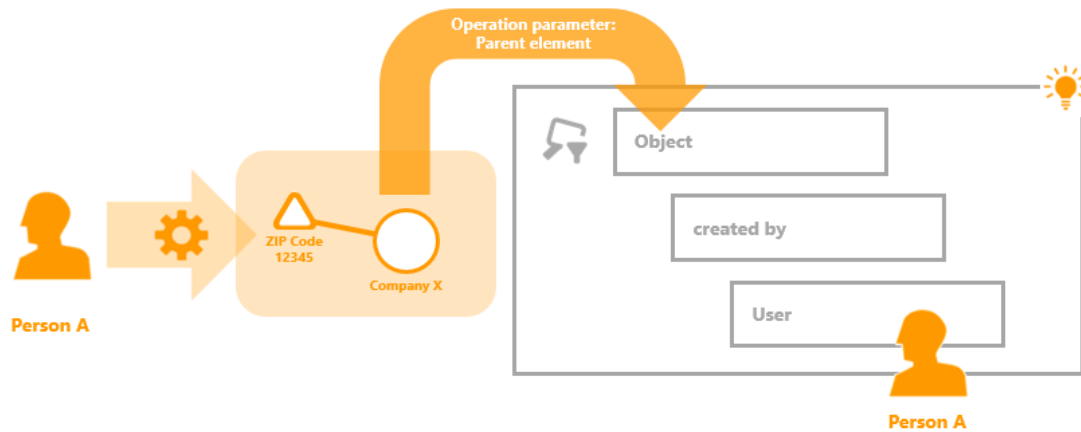 Operation parameter:
Parent element
Object
created by
User
ZIP Code
12345
Company X
Person A
Person A